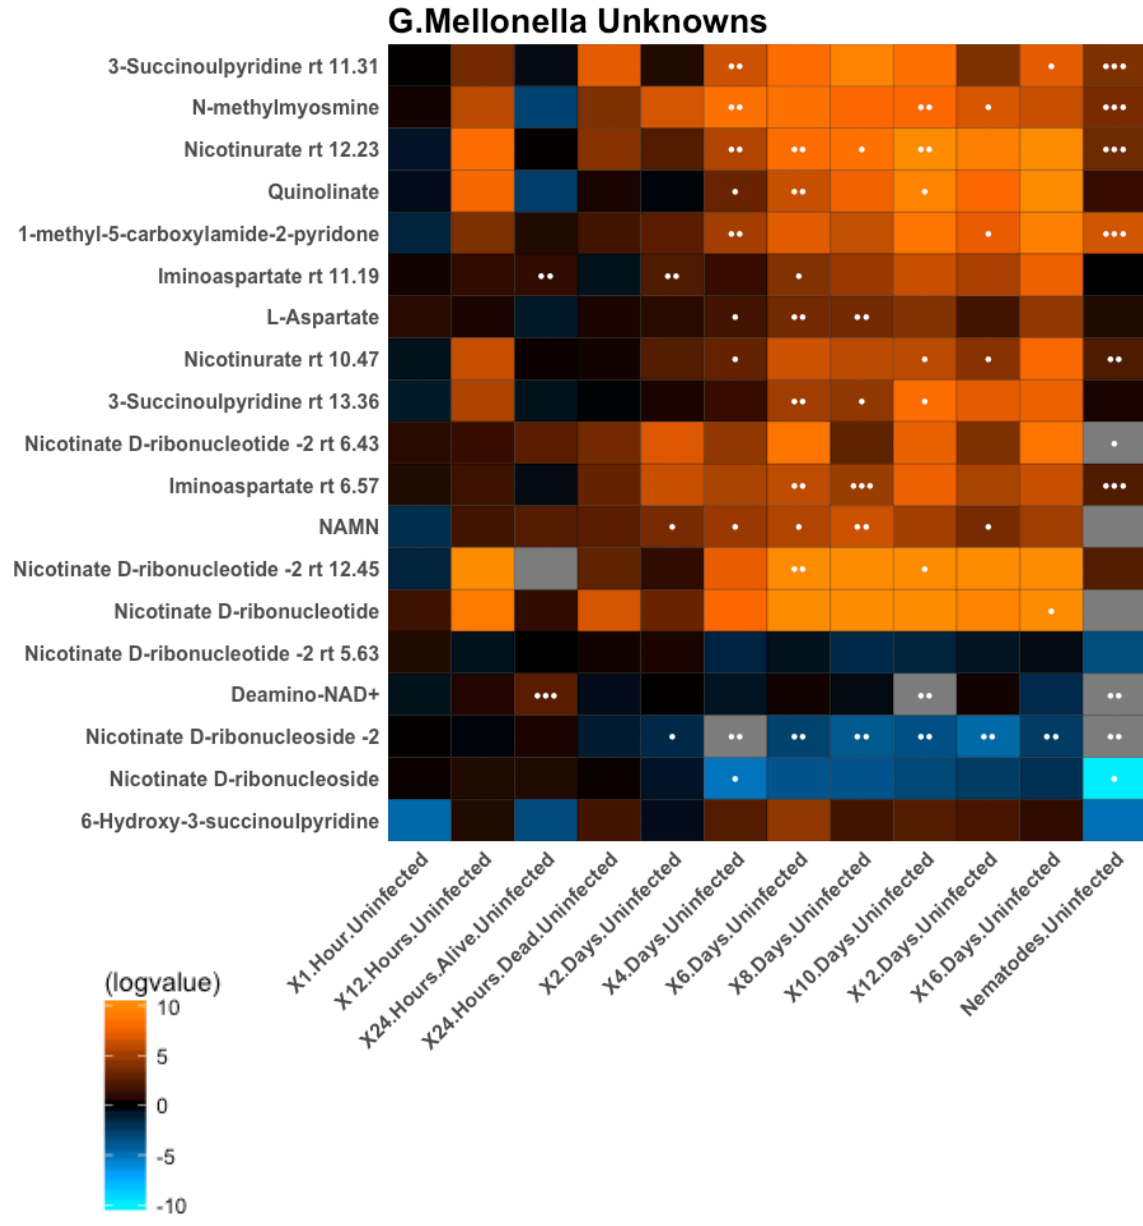 G.Mellonella Unknowns
3-Succinoulpyridine rt 11.31
N-methylmyosmine
Nicotinurate rt 12.23
Quinolinate
1-methyl-5-carboxylamide-2-pyridone
Iminoaspartate rt 11.19
L-Aspartate
Nicotinurate rt 10.47
3-Succinoulpyridine rt 13.36
Nicotinate D-ribonucleotide -2 rt 6.43
Iminoaspartate rt 6.57
NAMN
Nicotinate D-ribonucleotide -2 rt 12.45
Nicotinate D-ribonucleotide
Nicotinate D-ribonucleotide -2 rt 5.63
Deamino-NAD+
Nicotinate D-ribonucleoside -2
Nicotinate D-ribonucleoside
6-Hydroxy-3-succinoulpyridine
X1.Hour.Uninfected
X12.Hours.Uninfected
X24.Hours.Alive.Uninfected
X24.Hours.Dead.Uninfected
X2.Days.Uninfected
X4.Days.Uninfected
X6.Days.Uninfected
X8.Days.Uninfected
X10.Days.Uninfected
X12.Days.Uninfected
X16.Days.Uninfected
Nematodes.Uninfected
(logvalue)
10
5
0
-5
-10